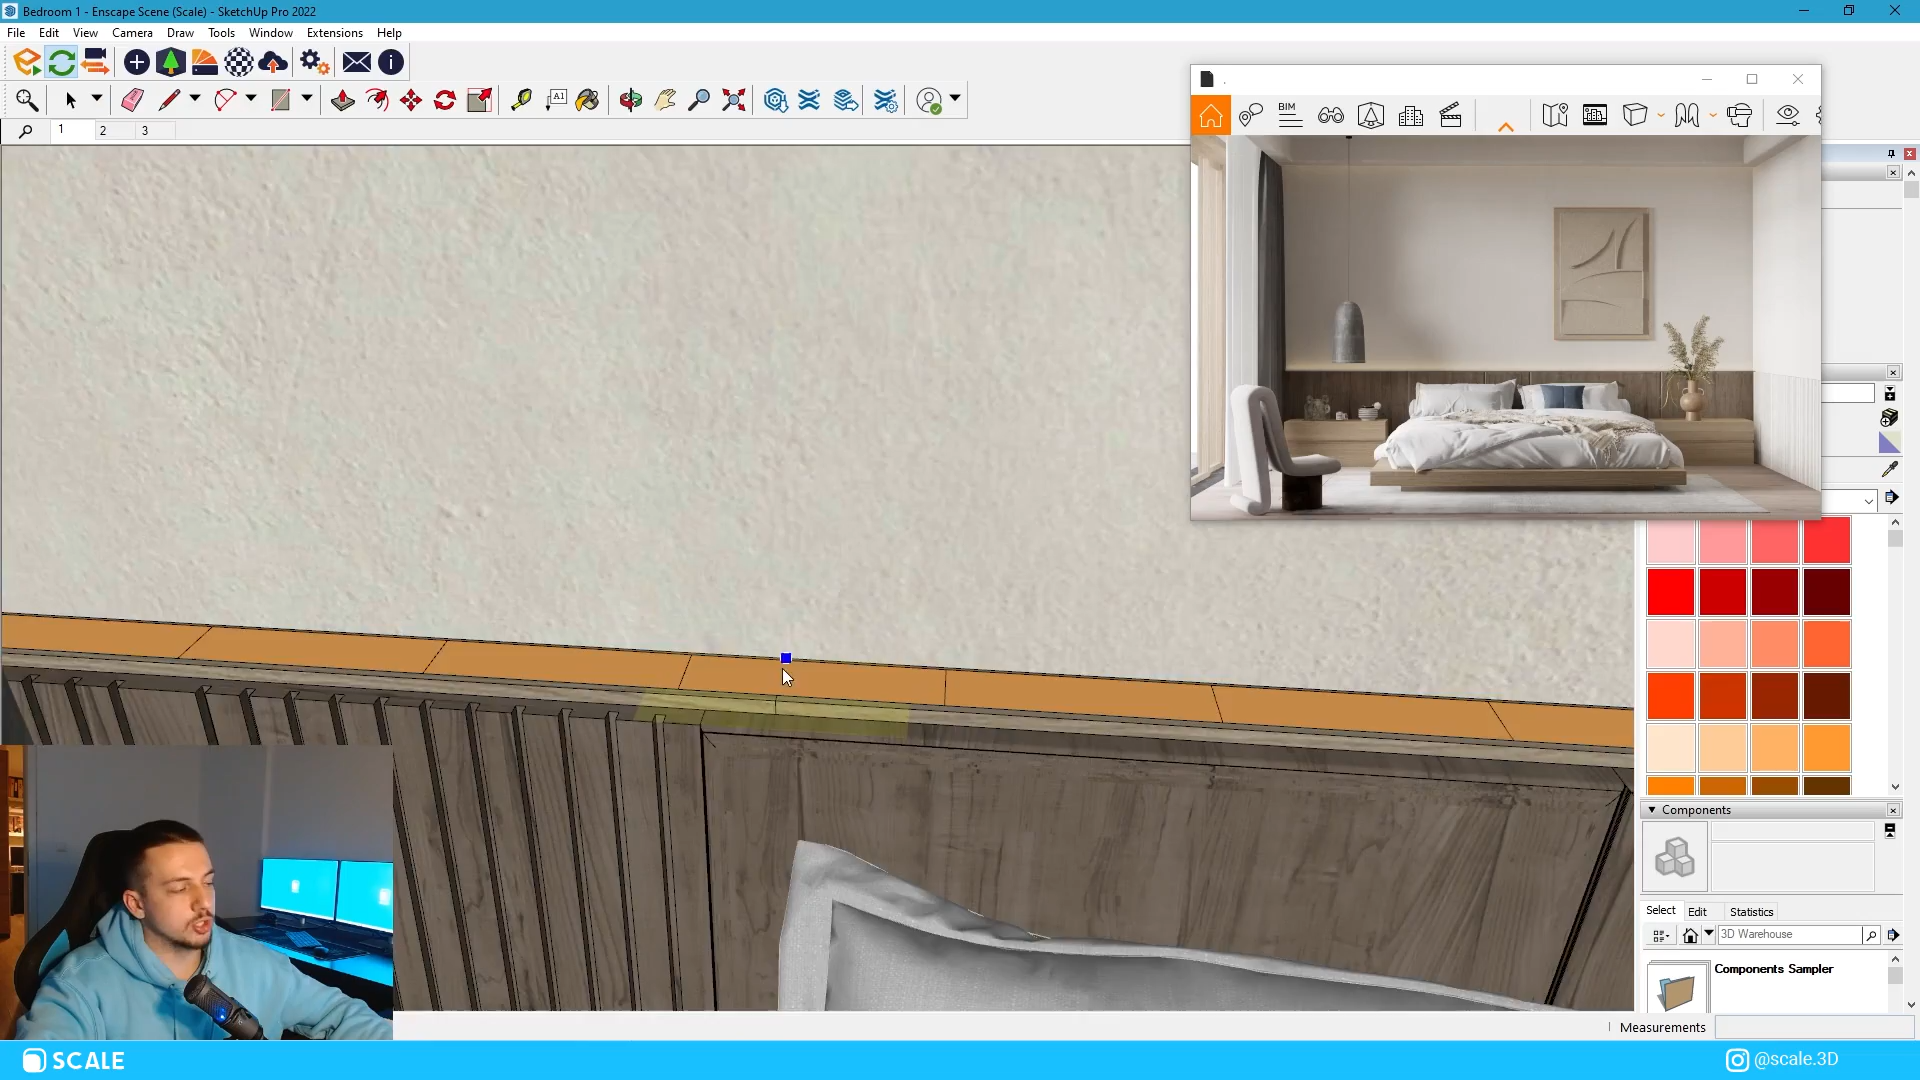 Bedroom 1 - Enscape Scene (Scale) - SketchUp Pro 2022
File Edit View Camera Draw Tools Window Extensions Help
A1
1 2 3
BIM
Components
Select Edit Statistics
3D Warehouse
Components Sampler
Measurements
SCALE
@scale.3D